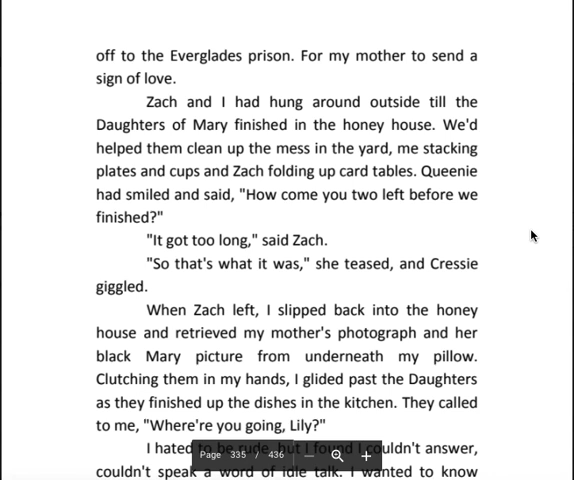 off to the Everglades prison. For my mother to send a
sign of love.
Zach and I had hung around outside till the
Daughters of Mary finished in the honey house. We'd
helped them clean up the mess in the yard, me stacking
plates and cups and Zach folding up card tables. Queenie
had smiled and said, "How come you two left before we
finished?"
"It got too long," said Zach.
"So that's what it was," she teased, and Cressie
giggled.
When Zach left, I slipped back into the honey
house and retrieved my mother's photograph and her
black Mary picture from underneath my pillow.
Clutching them in my hands, I glided past the Daughters
as they finished up the dishes in the kitchen. They called
to me, "Where're you going, Lily?"
I hated to be rude, but I found I couldn't answer,
couldn't speak a word of idle talk. I wanted to know
Page 335 / 436